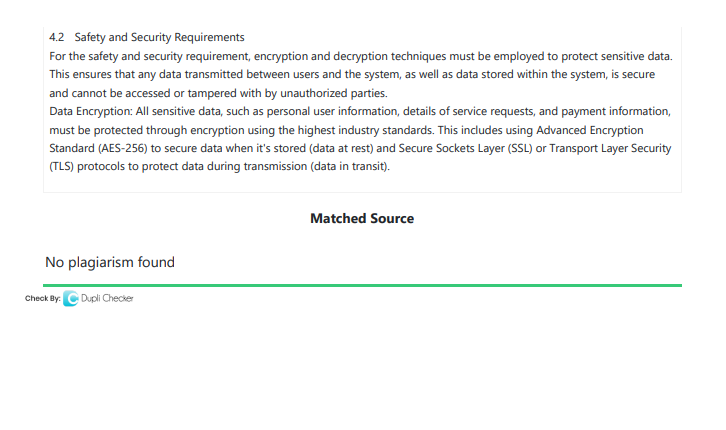 4.2 Safety and Security Requirements
For the safety and security requirement, encryption and decryption techniques must be employed to protect sensitive data.
This ensures that any data transmitted between users and the system, as well as data stored within the system, is secure
and cannot be accessed or tampered with by unauthorized parties.
Data Encryption: All sensitive data, such as personal user information, details of service requests, and payment information,
must be protected through encryption using the highest industry standards. This includes using Advanced Encryption
Standard (AES-256) to secure data when it's stored (data at rest) and Secure Sockets Layer (SSL) or Transport Layer Security
(TLS) protocols to protect data during transmission (data in transit).
Matched Source
No plagiarism found
Check By: Dupli Checker